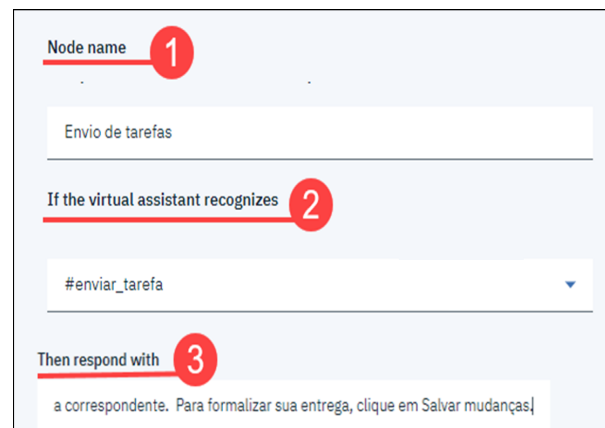 Node name 1
Envio de tarefas
If the virtual assistant recognizes 2
#enviar_tarefa
Then respond with 3
a correspondente. Para formalizar sua entrega, clique em Salvar mudanças.